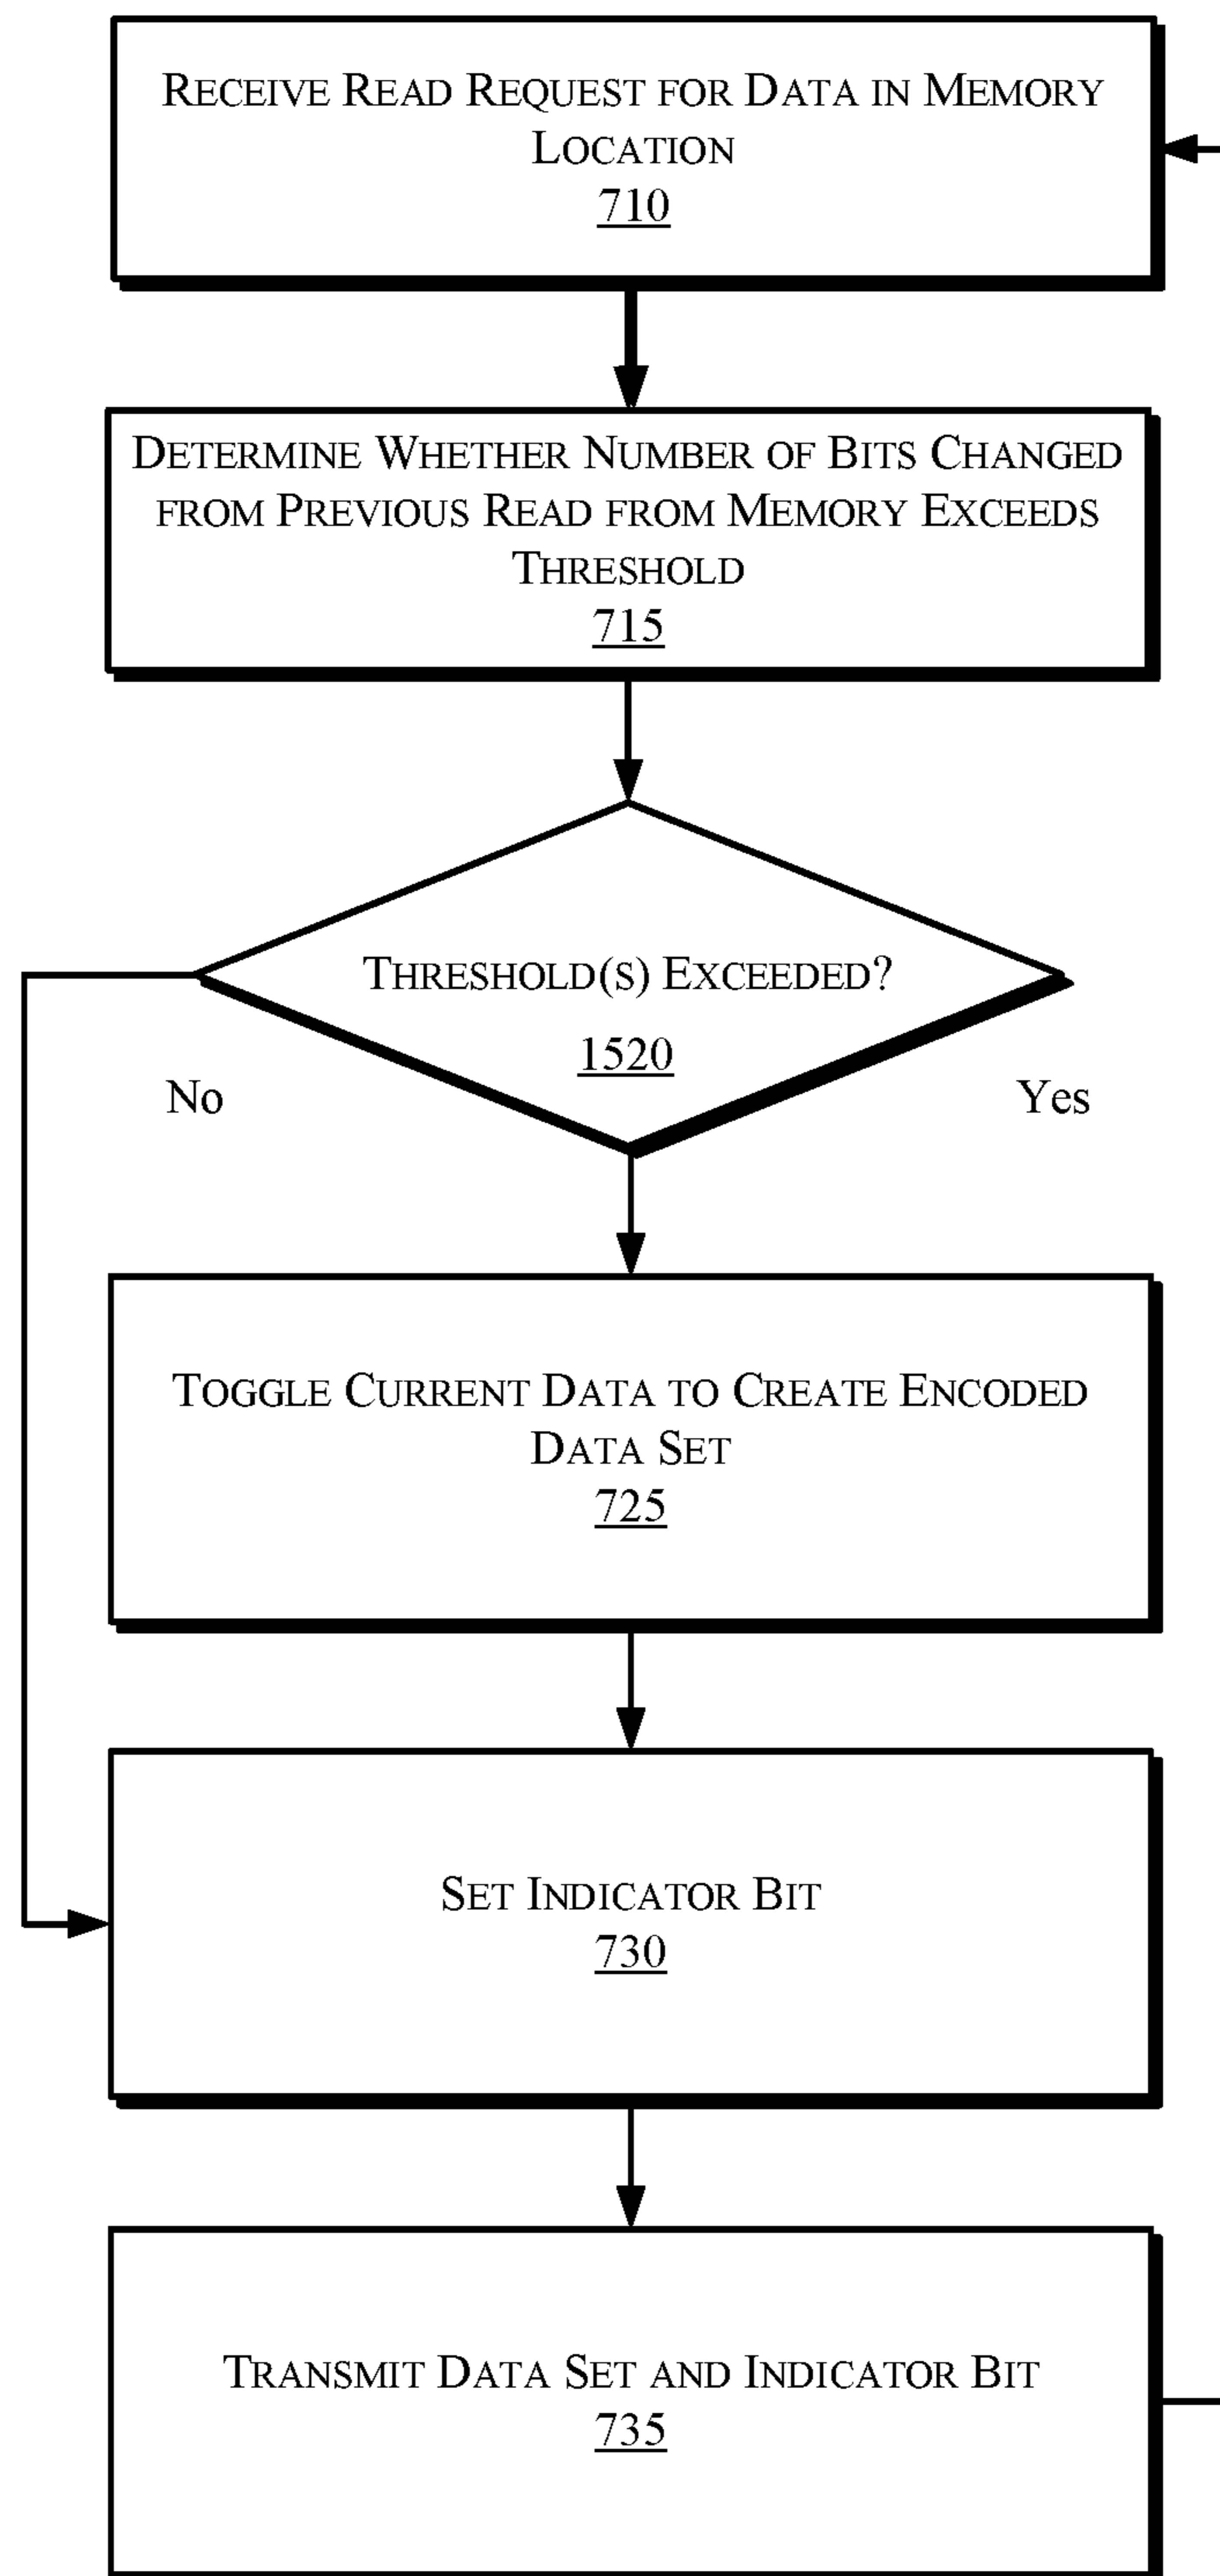 RECEIVE READ REQUEST FOR DATA IN MEMORY
LOCATION
710
DETERMINE WHETHER NUMBER OF BITS CHANGED
FROM PREVIOUS READ FROM MEMORY EXCEEDS
THRESHOLD
715
THRESHOLD(S) EXCEEDED?
1520
No
Yes
TOGGLE CURRENT DATA TO CREATE ENCODED
DATA SET
725
SET INDICATOR BIT
730
TRANSMIT DATA SET AND INDICATOR BIT
735